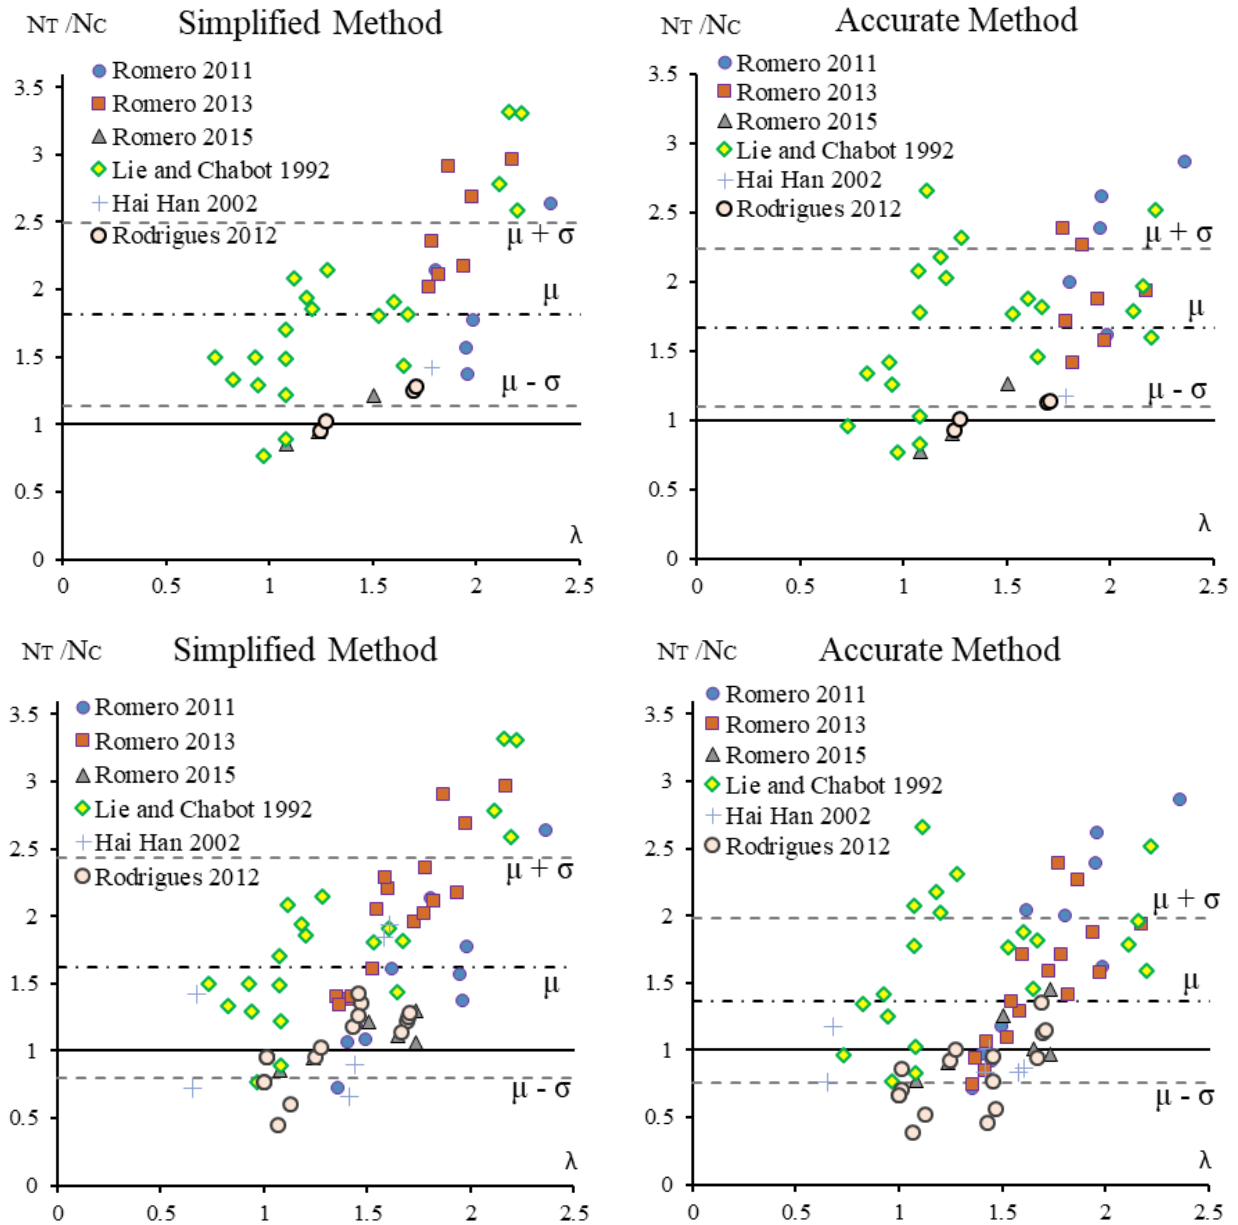 NT /NC
Simplified Method
Romero 2011
Romero 2013
Romero 2015
Lie and Chabot 1992
Hai Han 2002
Rodrigues 2012
3.5
3
2.5
2
1.5
1
0.5
0
μ + σ
μ
μ - σ
λ
0 0.5 1 1.5 2 2.5
NT /NC
Accurate Method
Romero 2011
Romero 2013
Romero 2015
Lie and Chabot 1992
Hai Han 2002
Rodrigues 2012
3.5
3
2.5
2
1.5
1
0.5
0
μ + σ
μ
μ - σ
λ
0 0.5 1 1.5 2 2.5
NT /NC
Simplified Method
Romero 2011
Romero 2013
Romero 2015
Lie and Chabot 1992
Hai Han 2002
Rodrigues 2012
3.5
3
2.5
2
1.5
1
0.5
0
μ + σ
μ
μ - σ
λ
0 0.5 1 1.5 2 2.5
NT /NC
Accurate Method
Romero 2011
Romero 2013
Romero 2015
Lie and Chabot 1992
Hai Han 2002
Rodrigues 2012
3.5
3
2.5
2
1.5
1
0.5
0
μ + σ
μ
μ - σ
λ
0 0.5 1 1.5 2 2.5